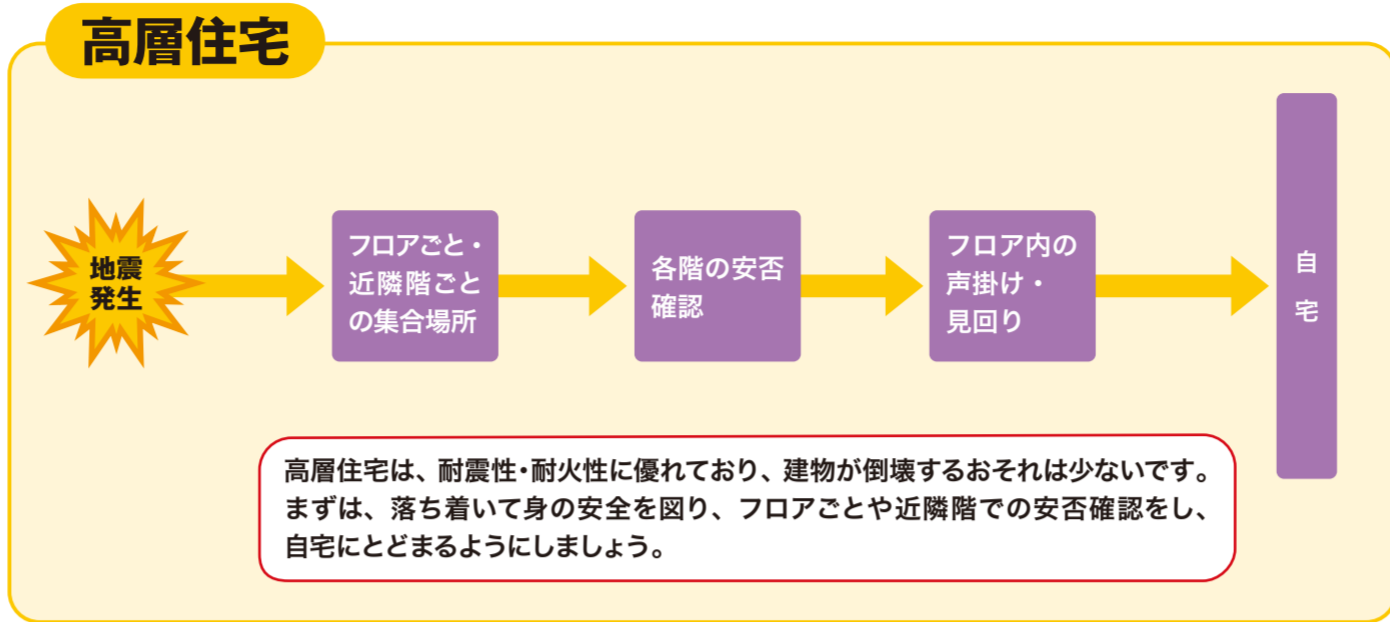 高層住宅
地震
発生
フロアごと・
近隣階ごと
の集合場所
各階の安否
確認
フロア内の
声掛け・
見回り
自
宅
高層住宅は、耐震性・耐火性に優れており、建物が倒壊するおそれは少ないです。
まずは、落ち着いて身の安全を図り、フロアごとや近隣階での安否確認をし、
自宅にとどまるようにしましょう。